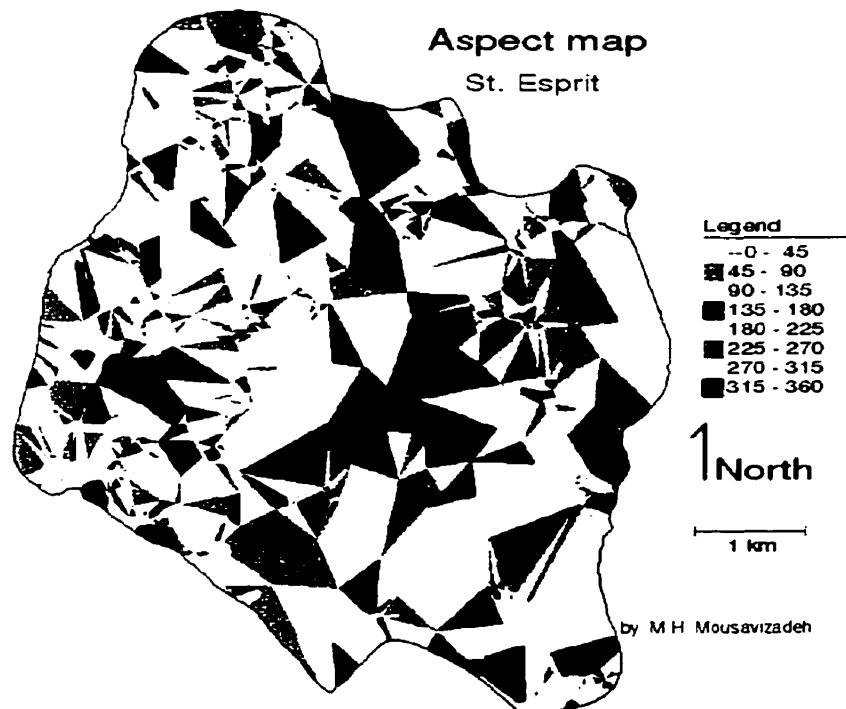 Aspect map
St. Esprit
Legend
--0 - 45
45 - 90
90 - 135
135 - 180
180 - 225
225 - 270
270 - 315
315 - 360
North
1 km
by M H Mousavizadeh